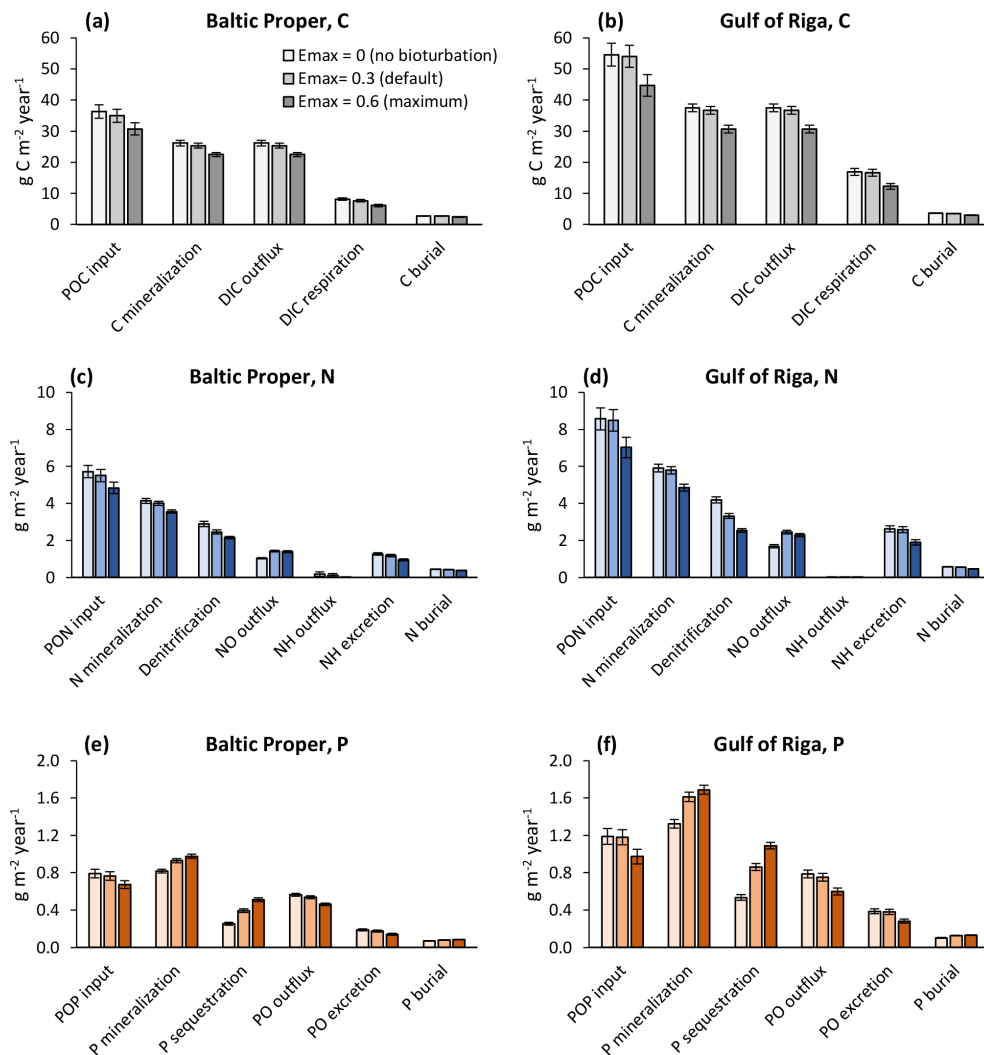 (a) Baltic Proper, C
60
50
40
30
20
10
0
g C m⁻² year⁻¹
Emax = 0 (no bioturbation)
Emax= 0.3 (default)
Emax = 0.6 (maximum)
POC input
C mineralization
DIC outflux
DIC respiration
C burial
(b) Gulf of Riga, C
60
50
40
30
20
10
0
g C m⁻² year⁻¹
POC input
C mineralization
DIC outflux
DIC respiration
C burial
(c) Baltic Proper, N
10
8
6
4
2
0
g m⁻² year⁻¹
PON input
N mineralization
Denitrification
NO outflux
NH outflux
NH excretion
N burial
(d) Gulf of Riga, N
10
8
6
4
2
0
g m⁻² year⁻¹
PON input
N mineralization
Denitrification
NO outflux
NH outflux
NH excretion
N burial
(e) Baltic Proper, P
2.0
1.6
1.2
0.8
0.4
0.0
g m⁻² year⁻¹
POP input
P mineralization
P sequestration
PO outflux
PO excretion
P burial
(f) Gulf of Riga, P
2.0
1.6
1.2
0.8
0.4
0.0
g m⁻² year⁻¹
POP input
P mineralization
P sequestration
PO outflux
PO excretion
P burial